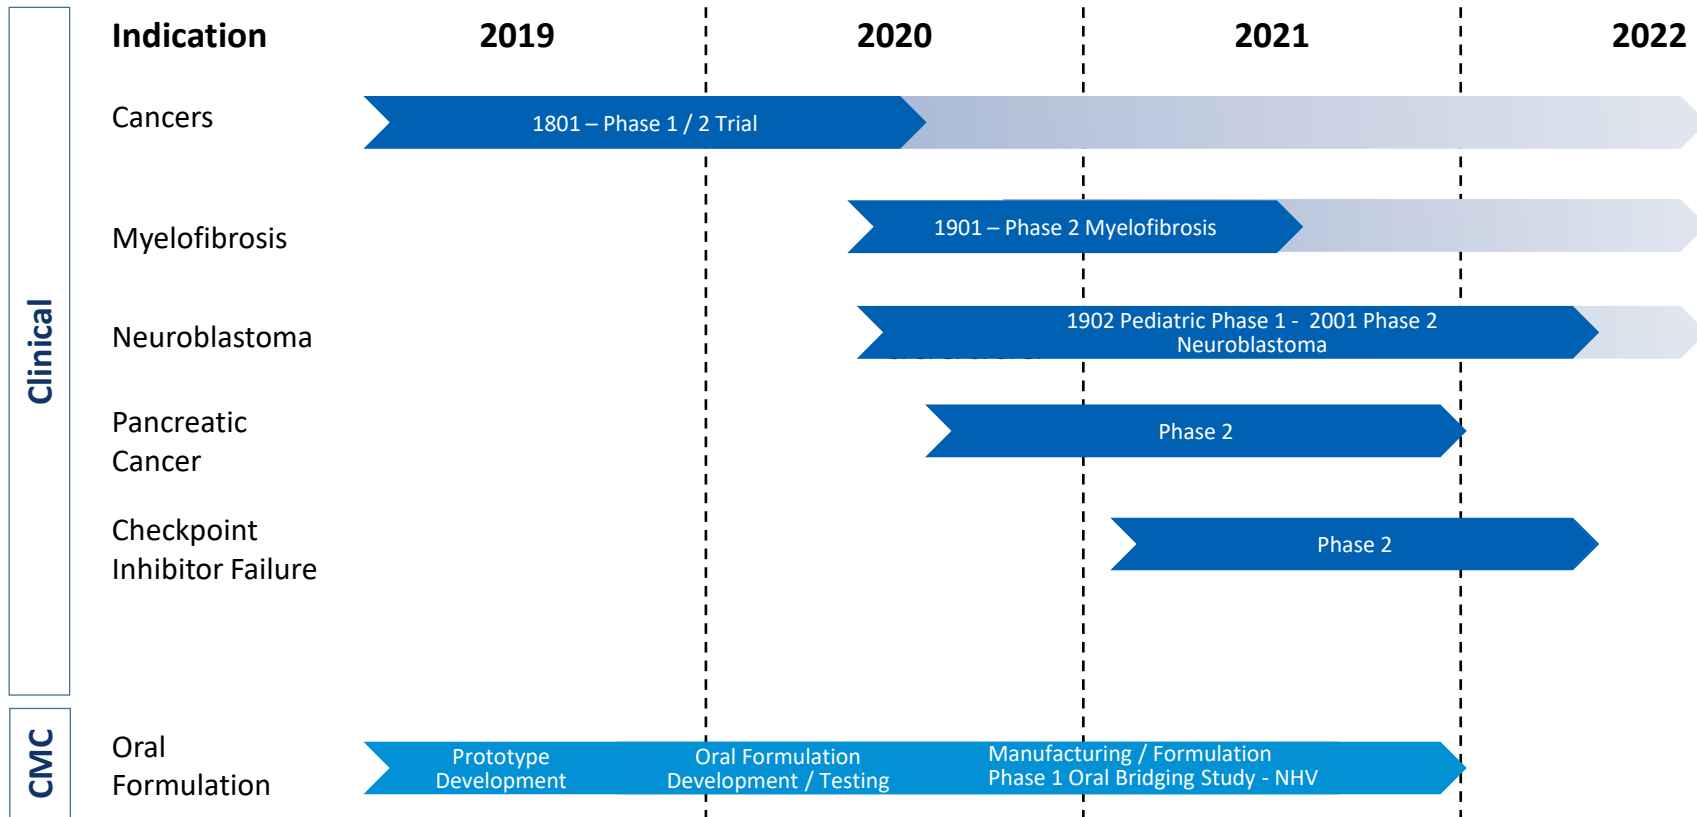 Indication 2019 2020 2021 2022
Clinical
Cancers
1801 – Phase 1 / 2 Trial
Myelofibrosis
1901 – Phase 2 Myelofibrosis
Neuroblastoma
1902 Pediatric Phase 1 - 2001 Phase 2
Neuroblastoma
Pancreatic
Cancer
Phase 2
Checkpoint
Inhibitor Failure
Phase 2
CMC
Oral
Formulation
Prototype
Development
Oral Formulation
Development / Testing
Manufacturing / Formulation
Phase 1 Oral Bridging Study - NHV